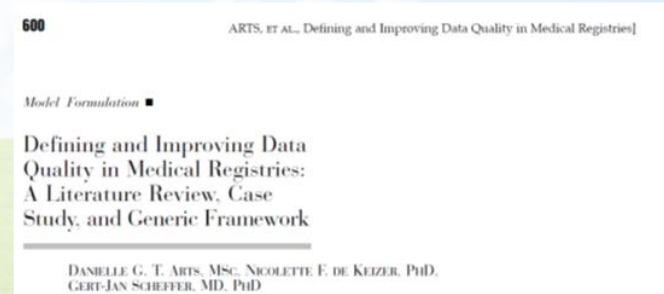 600
ARTS, ET AL., Defining and Improving Data Quality in Medical Registries]
Model Formulation ■
Defining and Improving Data
Quality in Medical Registries:
A Literature Review, Case
Study, and Generic Framework
DANIELLE G. T. ARTS, MSC, NICOLETTE F. DE KEIZER, PHD,
GERT-JAN SCHEFFER, MD, PHD